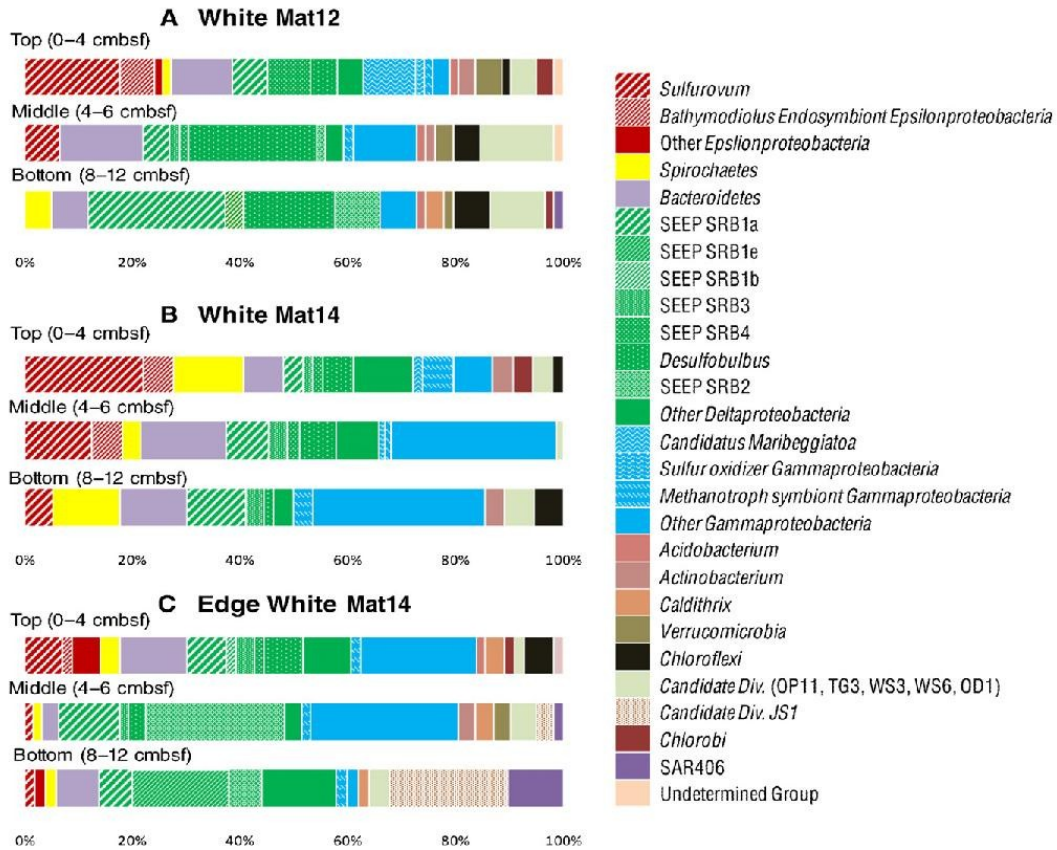 A White Mat12
Top (0–4 cmbsf)
Middle (4–6 cmbsf)
Bottom (8–12 cmbsf)
0% 20% 40% 60% 80% 100%
B White Mat14
Top (0–4 cmbsf)
Middle (4–6 cmbsf)
Bottom (8–12 cmbsf)
0% 20% 40% 60% 80% 100%
C Edge White Mat14
Top (0–4 cmbsf)
Middle (4–6 cmbsf)
Bottom (8–12 cmbsf)
0% 20% 40% 60% 80% 100%
Sulfurovum
Bathymodiolus Endosymbiont Epsilonproteobacteria
Other Epsilonproteobacteria
Spirochaetes
Bacteroidetes
SEEP SRB1a
SEEP SRB1e
SEEP SRB1b
SEEP SRB3
SEEP SRB4
Desulfobulbus
SEEP SRB2
Other Deltaproteobacteria
Candidatus Maribeggiatoa
Sulfur oxidizer Gammaproteobacteria
Methanotroph symbiont Gammaproteobacteria
Other Gammaproteobacteria
Acidobacterium
Actinobacterium
Caldithrix
Verrucomicrobia
Chloroflexi
Candidate Div. (OP11, TG3, WS3, WS6, OD1)
Candidate Div. JS1
Chlorobi
SAR406
Undetermined Group